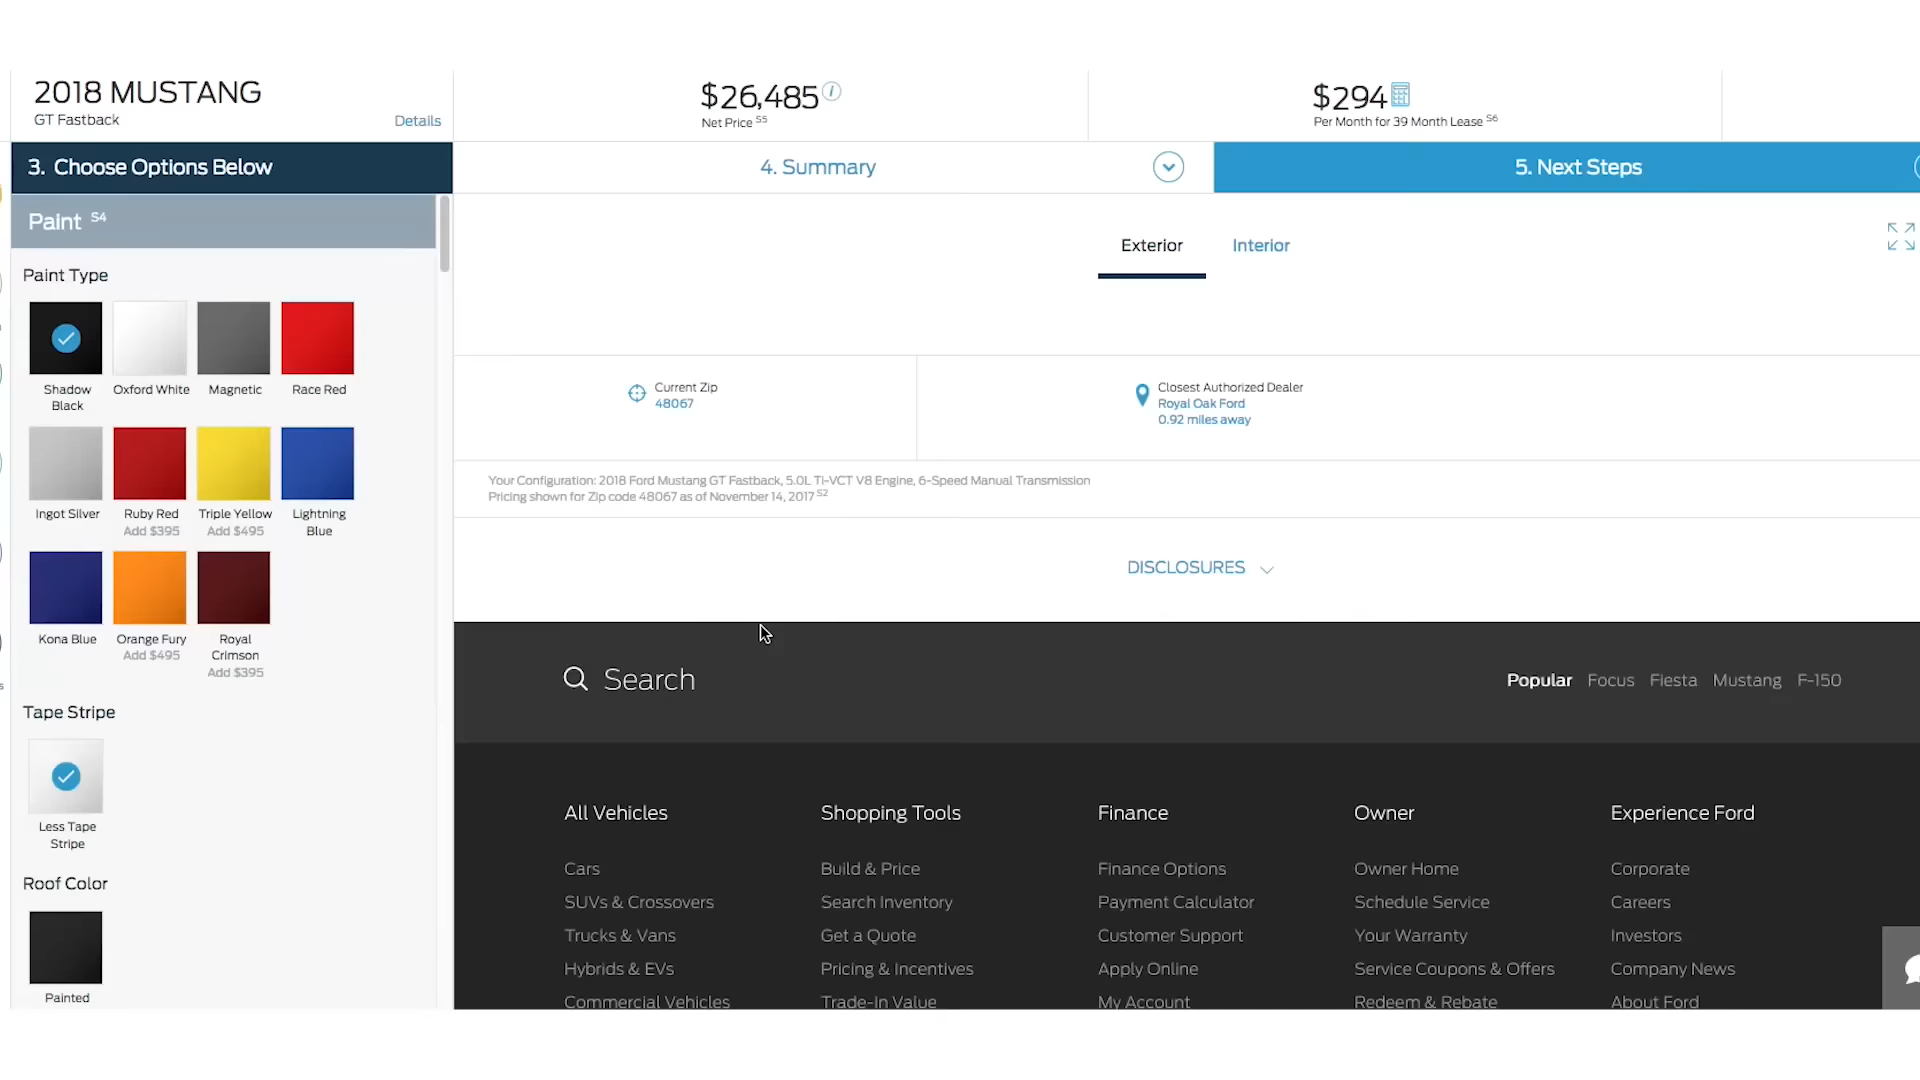 2018 MUSTANG
GT Fastback
Details
$26,485 i
Net Price S5
$294
Per Month for 39 Month Lease S6
3. Choose Options Below
4. Summary
5. Next Steps
Paint S4
Paint Type
Shadow
Black
Oxford White
Magnetic
Race Red
Ingot Silver
Ruby Red
Add $395
Triple Yellow
Add $495
Lightning
Blue
Kona Blue
Orange Fury
Add $495
Royal
Crimson
Add $395
Tape Stripe
Less Tape
Stripe
Roof Color
Painted
Exterior
Interior
Current Zip
48067
Closest Authorized Dealer
Royal Oak Ford
0.92 miles away
Your Configuration: 2018 Ford Mustang GT Fastback, 5.0L Ti-VCT V8 Engine, 6-Speed Manual Transmission
Pricing shown for Zip code 48067 as of November 14, 2017 S2
DISCLOSURES
Search
Popular Focus Fiesta Mustang F-150
All Vehicles
Cars
SUVs & Crossovers
Trucks & Vans
Hybrids & EVs
Commercial Vehicles
Shopping Tools
Build & Price
Search Inventory
Get a Quote
Pricing & Incentives
Trade-In Value
Finance
Finance Options
Payment Calculator
Customer Support
Apply Online
My Account
Owner
Owner Home
Schedule Service
Your Warranty
Service Coupons & Offers
Redeem & Rebate
Experience Ford
Corporate
Careers
Investors
Company News
About Ford